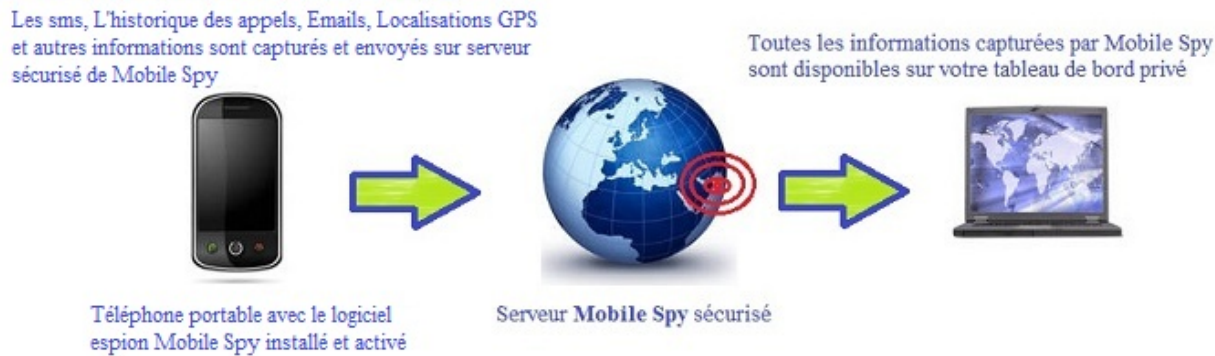 Les sms, L'historique des appels, Emails, Localisations GPS
et autres informations sont capturés et envoyés sur serveur
sécurisé de Mobile Spy
Toutes les informations capturées par Mobile Spy
sont disponibles sur votre tableau de bord privé
Téléphone portable avec le logiciel
espion Mobile Spy installé et activé
Serveur Mobile Spy sécurisé